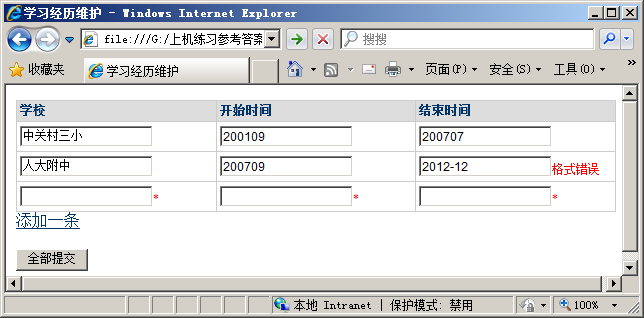 学习经历维护 - Windows Internet Explorer
file:///G:/上机练习参考答案 搜搜
收藏夹 学习经历维护 页面(P) 安全(S) 工具(O) »
学校 开始时间 结束时间
中关村三小 200109 200707
人大附中 200709 2012-12 格式错误
* * *
添加一条
全部提交
本地 Intranet | 保护模式: 禁用 100%